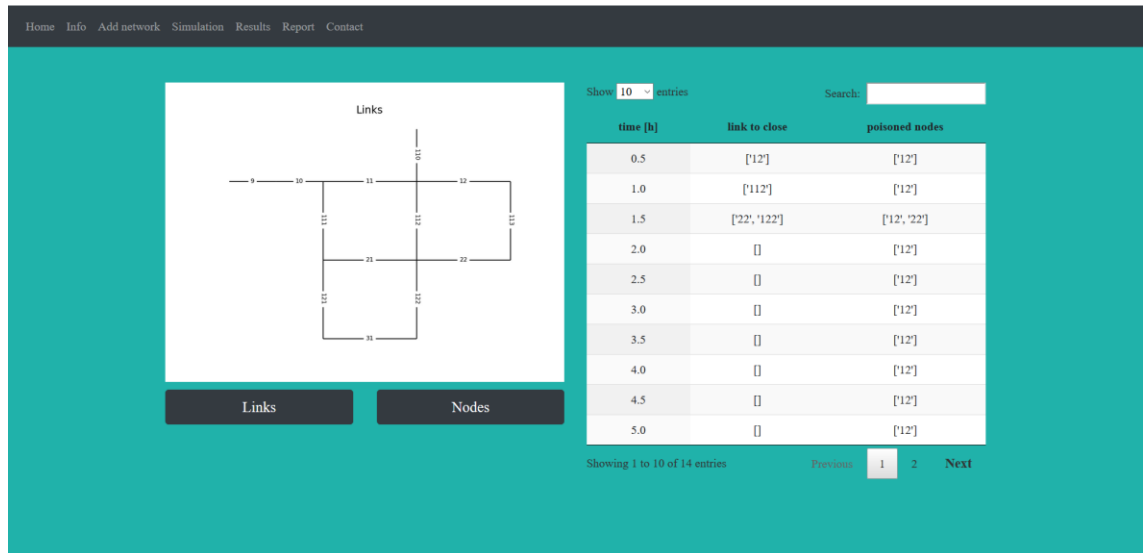 Home Info Add network Simulation Results Report Contact
Links
110
9 10 11 12
111 112 113
21 22
121 122
31
Links Nodes
Show 10 entries Search:
time [h] link to close poisoned nodes
0.5 ['12'] ['12']
1.0 ['112'] ['12']
1.5 ['22', '122'] ['12', '22']
2.0 [] ['12']
2.5 [] ['12']
3.0 [] ['12']
3.5 [] ['12']
4.0 [] ['12']
4.5 [] ['12']
5.0 [] ['12']
Showing 1 to 10 of 14 entries Previous 1 2 Next